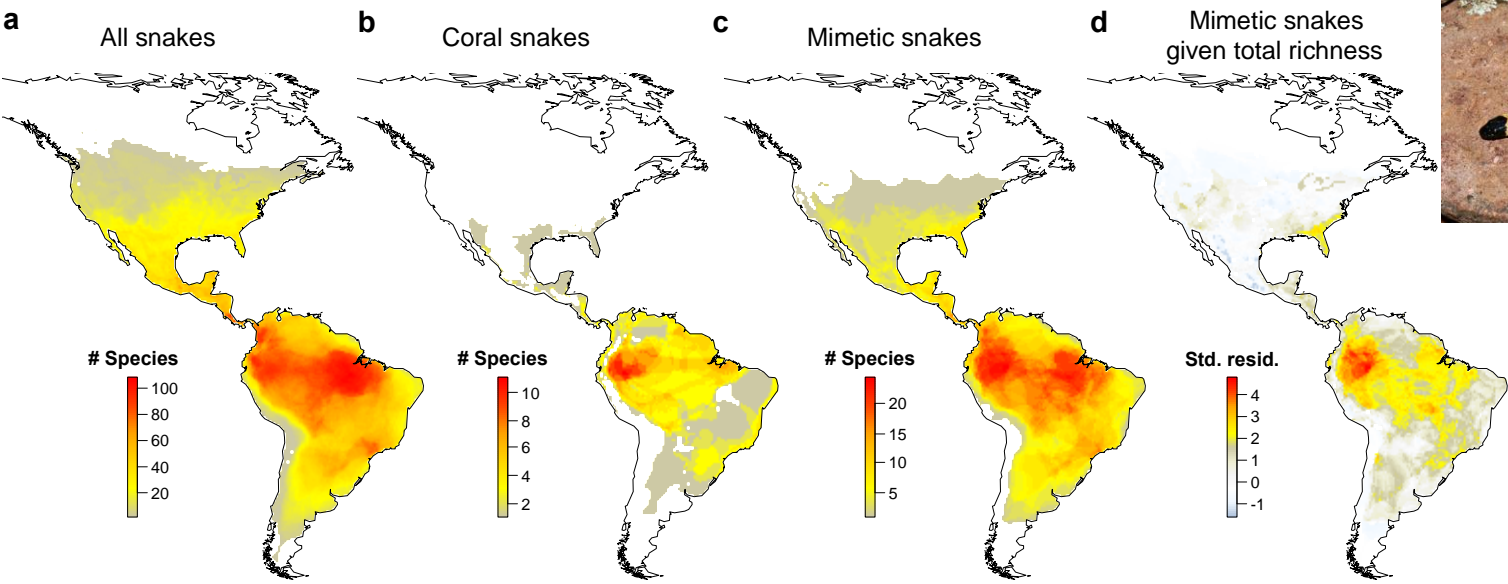 a
All snakes
b
Coral snakes
c
Mimetic snakes
d
Mimetic snakes
given total richness
# Species
100
80
60
40
20
# Species
10
8
6
4
2
# Species
20
15
10
5
Std. resid.
4
3
2
1
0
-1